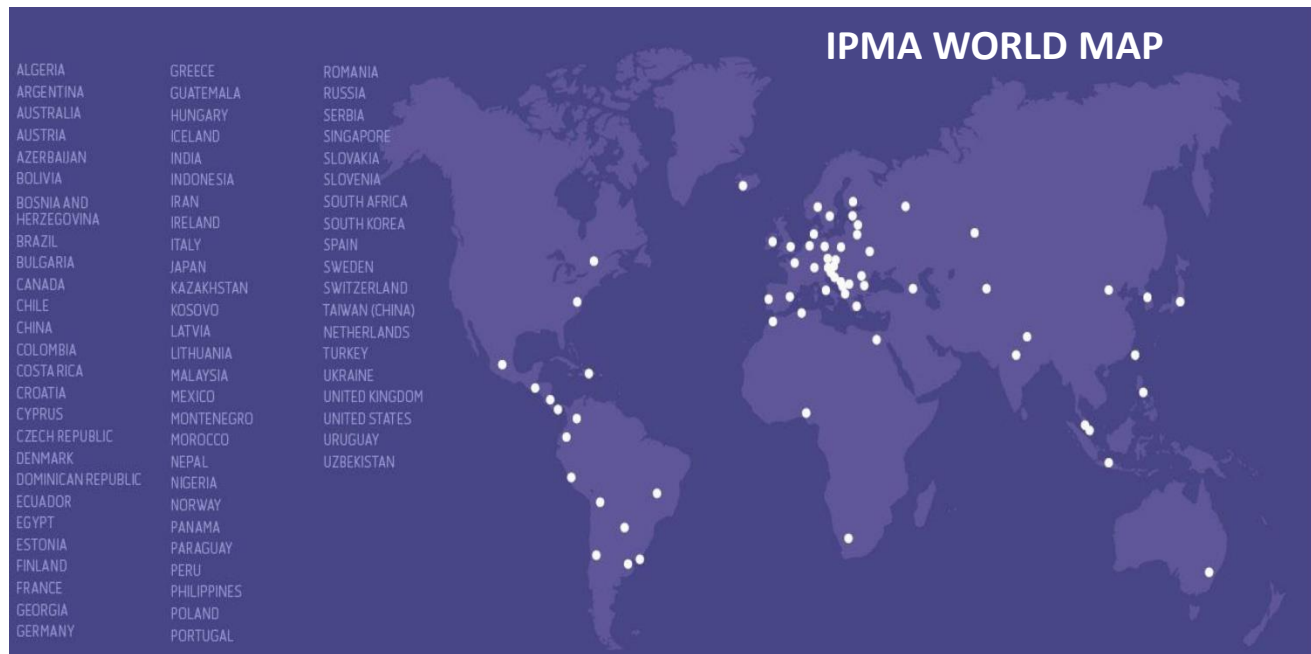 IPMA WORLD MAP
ALGERIA
ARGENTINA
AUSTRALIA
AUSTRIA
AZERBAIJAN
BOLIVIA
BOSNIA AND
HERZEGOVINA
BRAZIL
BULGARIA
CANADA
CHILE
CHINA
COLOMBIA
COSTA RICA
CROATIA
CYPRUS
CZECH REPUBLIC
DENMARK
DOMINICAN REPUBLIC
ECUADOR
EGYPT
ESTONIA
FINLAND
FRANCE
GEORGIA
GERMANY
GREECE
GUATEMALA
HUNGARY
ICELAND
INDIA
INDONESIA
IRAN
IRELAND
ITALY
JAPAN
KAZAKHSTAN
KOSOVO
LATVIA
LITHUANIA
MALAYSIA
MEXICO
MONTENEGRO
MOROCCO
NEPAL
NIGERIA
NORWAY
PANAMA
PARAGUAY
PERU
PHILIPPINES
POLAND
PORTUGAL
ROMANIA
RUSSIA
SERBIA
SINGAPORE
SLOVAKIA
SLOVENIA
SOUTH AFRICA
SOUTH KOREA
SPAIN
SWEDEN
SWITZERLAND
TAIWAN (CHINA)
NETHERLANDS
TURKEY
UKRAINE
UNITED KINGDOM
UNITED STATES
URUGUAY
UZBEKISTAN